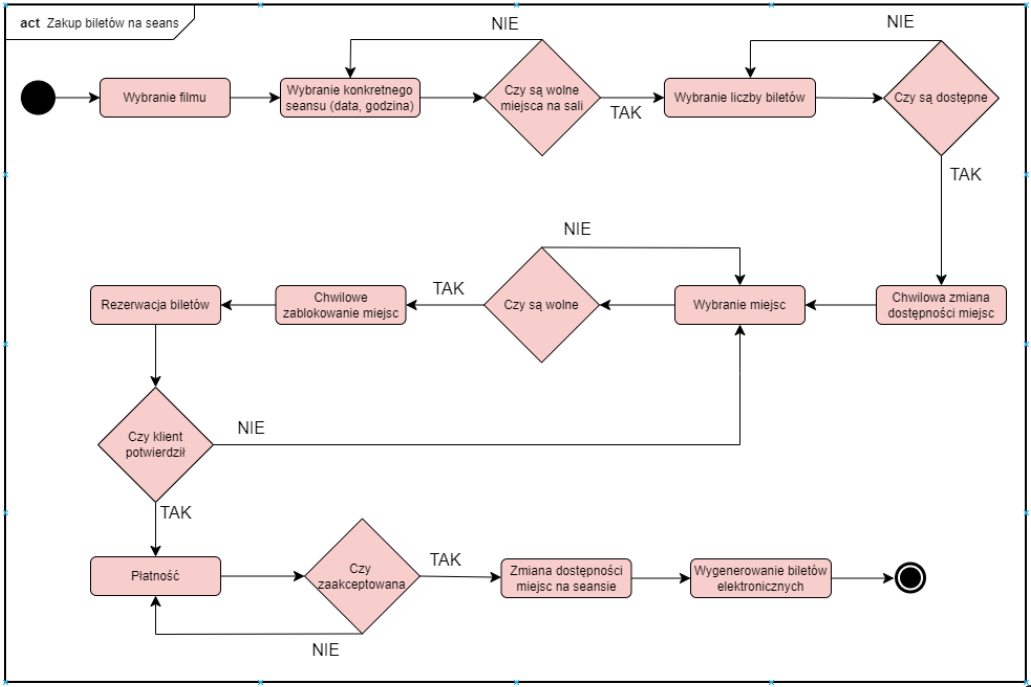 act Zakup biletów na seans
NIE
NIE
Wybranie filmu
Wybranie konkretnego
seansu (data, godzina)
Czy są wolne
miejsca na sali
TAK
Wybranie liczby biletów
Czy są dostępne
TAK
NIE
Rezerwacja biletów
Chwilowe
zablokowanie miejsc
TAK
Czy są wolne
Wybranie miejsc
Chwilowa zmiana
dostępności miejsc
Czy klient
potwierdził
NIE
TAK
Płatność
Czy
zaakceptowana
TAK
Zmiana dostępności
miejsc na seansie
Wygenerowanie biletów
elektronicznych
NIE